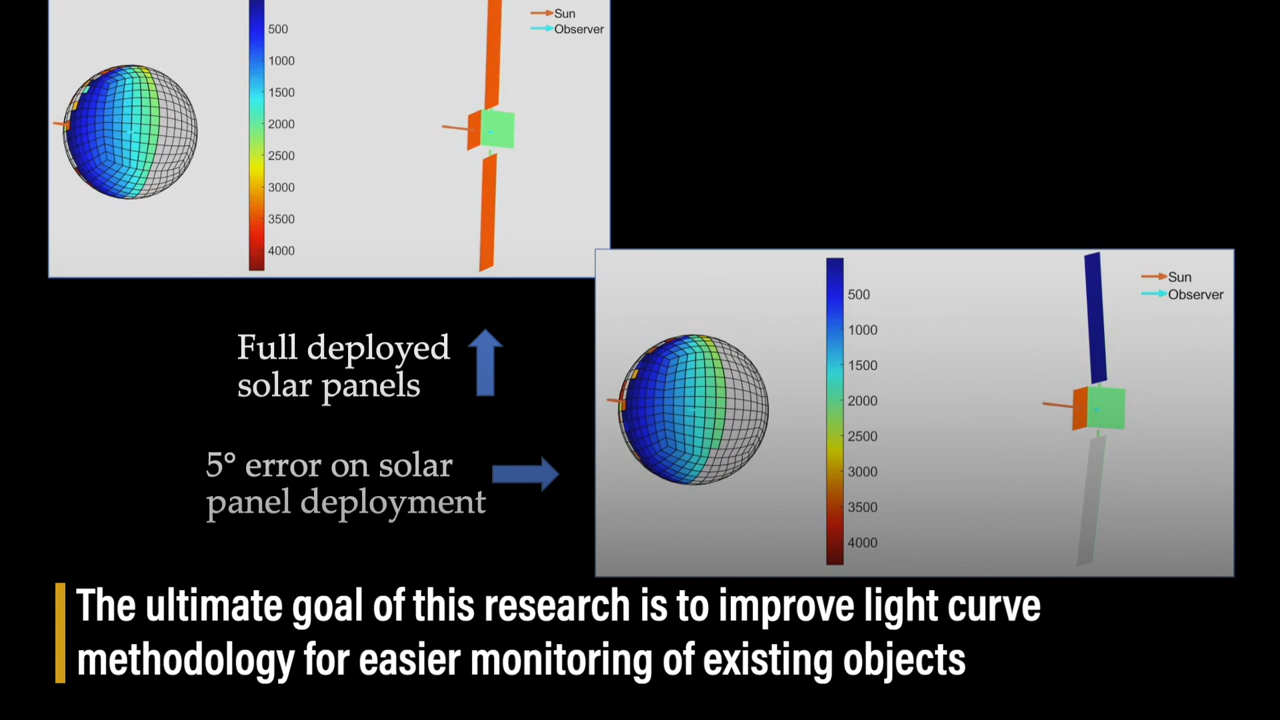 Sun
Observer
500
1000
1500
2000
2500
3000
3500
4000
Full deployed
solar panels
5° error on solar
panel deployment
Sun
Observer
500
1000
1500
2000
2500
3000
3500
4000
The ultimate goal of this research is to improve light curve
methodology for easier monitoring of existing objects